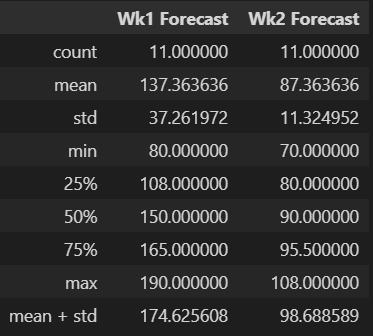 Wk1 Forecast Wk2 Forecast
count 11.000000 11.000000
mean 137.363636 87.363636
std 37.261972 11.324952
min 80.000000 70.000000
25% 108.000000 80.000000
50% 150.000000 90.000000
75% 165.000000 95.500000
max 190.000000 108.000000
mean + std 174.625608 98.688589